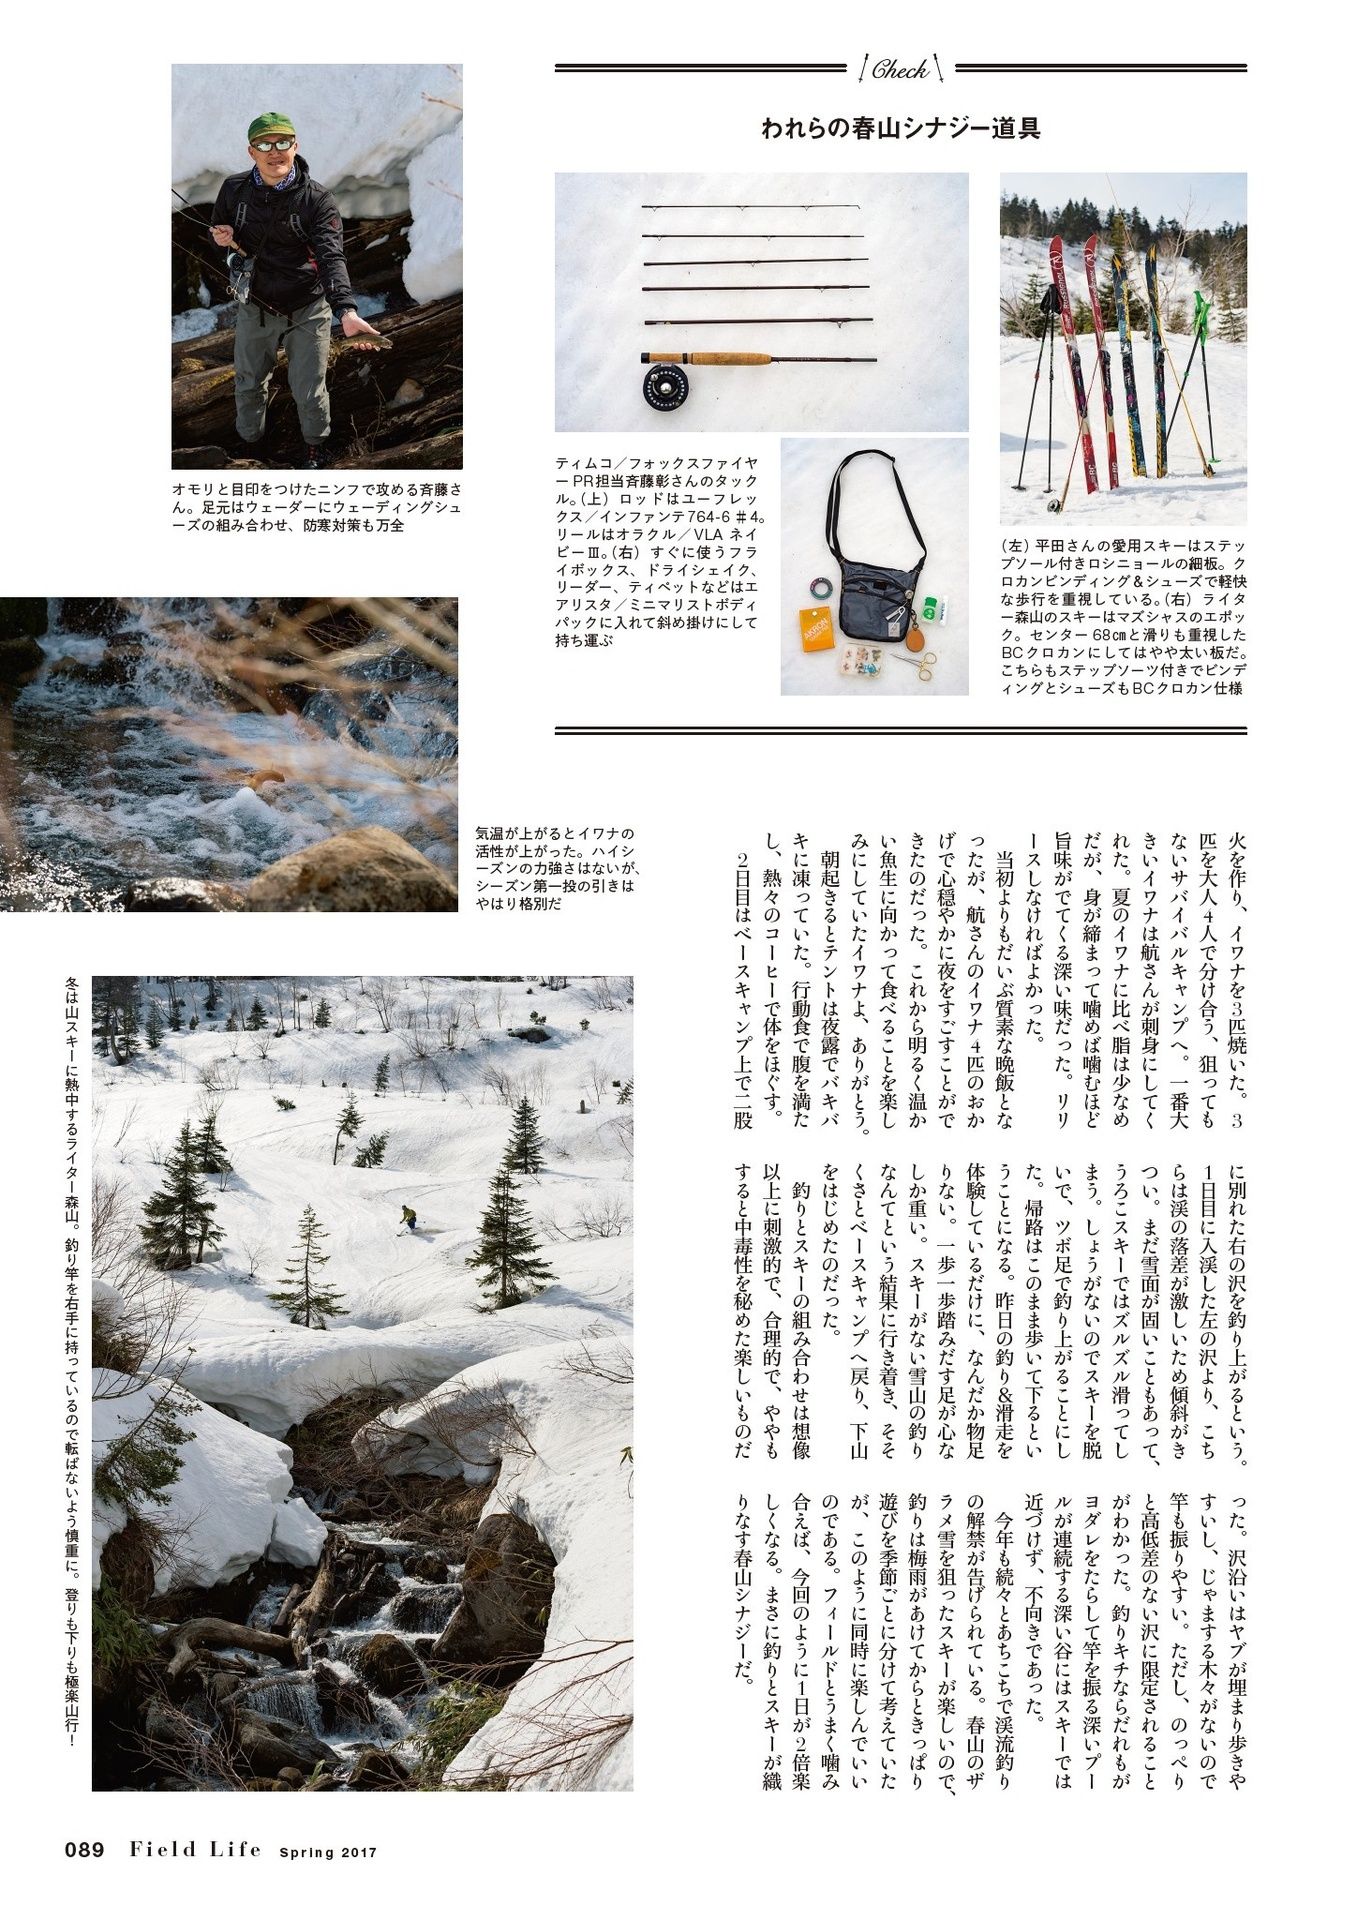 Check
われらの春山シナジー道具
オモリと目印をつけたニンフで攻める斉藤さ
ん。足元はウェーダーにウェーディングシュ
ーズの組み合わせ、防寒対策も万全
ティムコ／フォックスファイヤ
ーPR担当斉藤彰さんのタック
ル。（上）ロッドはユーフレッ
クス／インファンテ764-6 ＃4。
リールはオラクル／VLA ネイ
ビーⅢ。（右）すぐに使うフラ
イボックス、ドライシェイク、
リーダー、ティペットなどはエ
アリスタ／ミニマリストボディ
パックに入れて斜め掛けにして
持ち運ぶ
AKRON
（左）平田さんの愛用スキーはステッ
プソール付きロシニョールの細板。ク
ロカンビンディング＆シューズで軽快
な歩行を重視している。（右）ライタ
ー森山のスキーはマズシャスのエポッ
ク。センター68㎝と滑りも重視した
BCクロカンにしてはやや太い板だ。
こちらもステップソーツ付きでビンデ
ィングとシューズもBCクロカン仕様
気温が上がるとイワナの
活性が上がった。ハイシ
ーズンの力強さはないが、
シーズン第一投の引きは
やはり格別だ
火を作り、イワナを3匹焼いた。3
匹を大人4人で分け合う、狙っても
ないサバイバルキャンプへ。一番大
きいイワナは航さんが刺身にしてく
れた。夏のイワナに比べ脂は少なめ
だが、身が締まって噛めば噛むほど
旨味がでてくる深い味だった。リリ
ースしなければよかった。
当初よりもだいぶ質素な晩飯とな
ったが、航さんのイワナ4匹のおか
げで心穏やかに夜をすごすことがで
きたのだった。これから明るく温か
い魚生に向かって食べることを楽し
みにしていたイワナよ、ありがとう。
朝起きるとテントは夜露でバキバ
キに凍っていた。行動食で腹を満た
し、熱々のコーヒーで体をほぐす。
2日目はベースキャンプ上で二股
に別れた右の沢を釣り上がるという。
1日目に入渓した左の沢より、こち
らは渓の落差が激しいため傾斜がき
つい。まだ雪面が固いこともあって、
うろこスキーではズルズル滑ってし
まう。しょうがないのでスキーを脱
いで、ツボ足で釣り上がることにし
た。帰路はこのまま歩いて下るとい
うことになる。昨日の釣り＆滑走を
体験しているだけに、なんだか物足
りない。一歩一歩踏みだす足が心な
しか重い。スキーがない雪山の釣り
なんてという結果に行き着き、そそ
くさとベースキャンプへ戻り、下山
をはじめたのだった。
釣りとスキーの組み合わせは想像
以上に刺激的で、合理的で、ややも
すると中毒性を秘めた楽しいものだ
った。沢沿いはヤブが埋まり歩きや
すいし、じゃまする木々がないので
竿も振りやすい。ただし、のっぺり
と高低差のない沢に限定されること
がわかった。釣りキチならだれもが
ヨダレをたらして竿を振る深いプー
ルが連続する深い谷にはスキーでは
近づけず、不向きであった。
今年も続々とあちこちで渓流釣り
の解禁が告げられている。春山のザ
ラメ雪を狙ったスキーが楽しいので、
釣りは梅雨があけてからときっぱり
遊びを季節ごとに分けて考えていた
が、このように同時に楽しんでいい
のである。フィールドとうまく噛み
合えば、今回のように1日が2倍楽
しくなる。まさに釣りとスキーが織
りなす春山シナジーだ。
冬は山スキーに熱中するライター森山。釣り竿を右手に持っているので転ばないよう慎重に。登りも下りも極楽山行！
089 Field Life Spring 2017